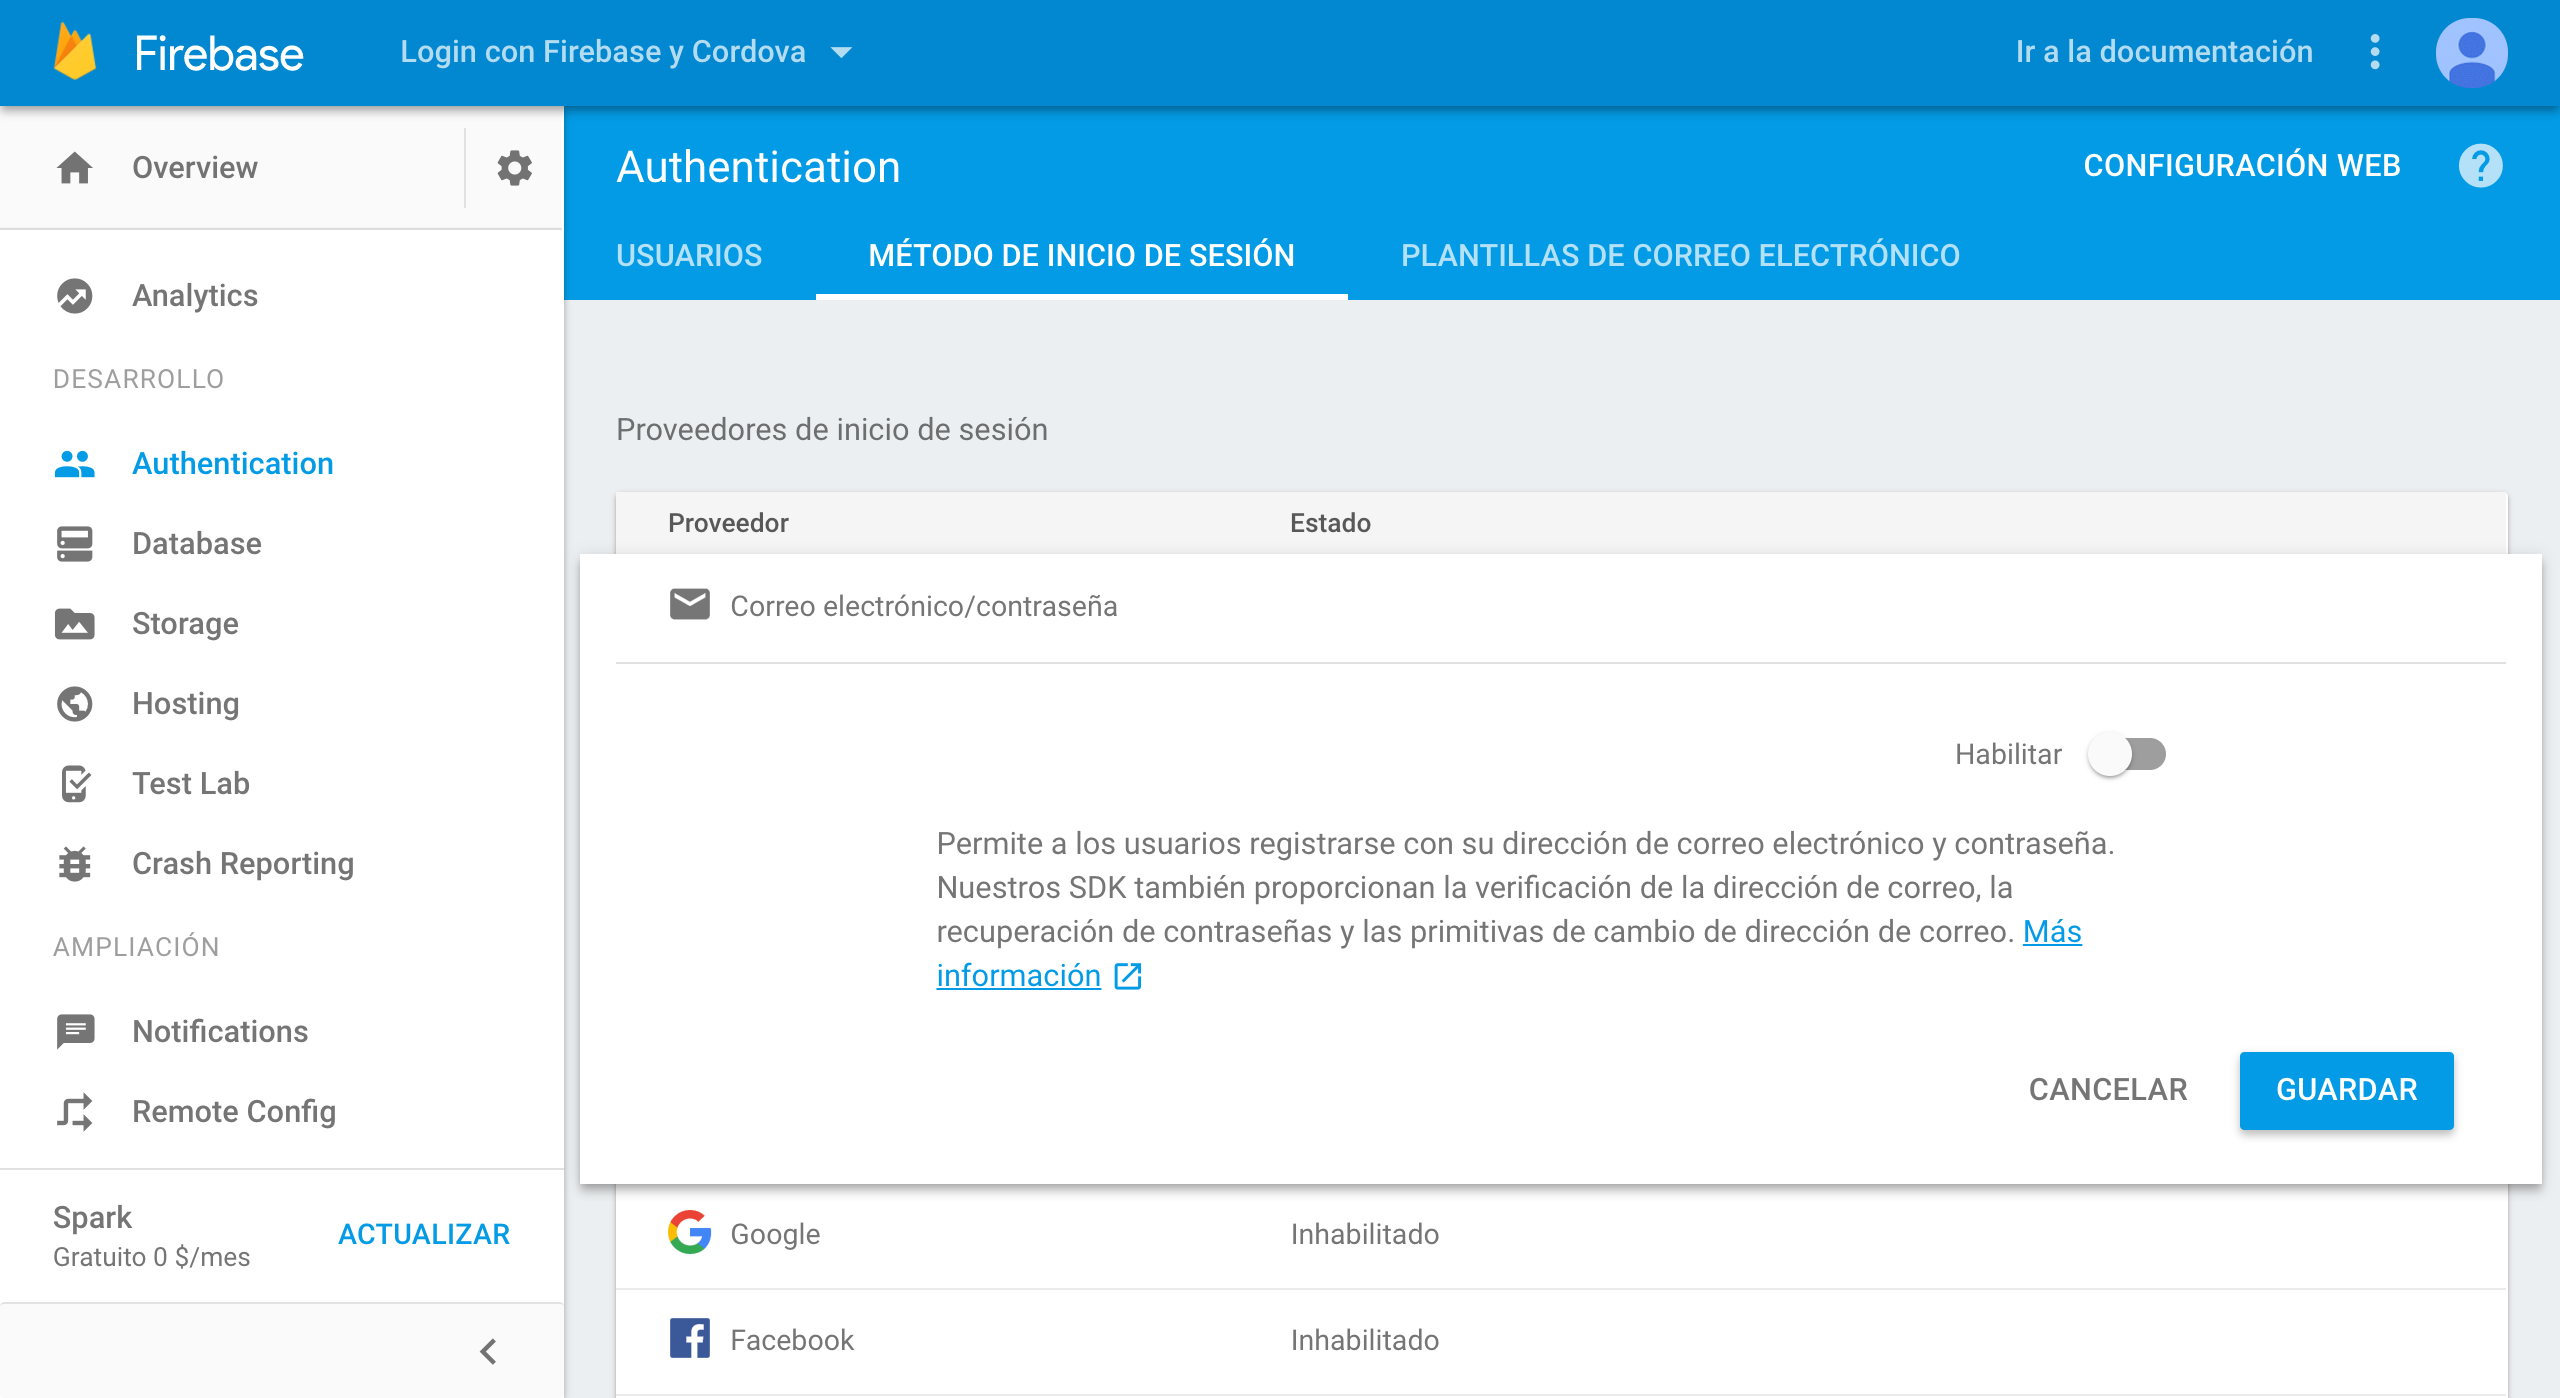 Firebase
Login con Firebase y Cordova
Ir a la documentación
Overview
Analytics
DESARROLLO
Authentication
Database
Storage
Hosting
Test Lab
Crash Reporting
AMPLIACIÓN
Notifications
Remote Config
Spark
Gratuito 0 $/mes
ACTUALIZAR
Authentication
CONFIGURACIÓN WEB
?
USUARIOS
MÉTODO DE INICIO DE SESIÓN
PLANTILLAS DE CORREO ELECTRÓNICO
Proveedores de inicio de sesión
Proveedor
Estado
Correo electrónico/contraseña
Habilitar
Permite a los usuarios registrarse con su dirección de correo electrónico y contraseña.
Nuestros SDK también proporcionan la verificación de la dirección de correo, la
recuperación de contraseñas y las primitivas de cambio de dirección de correo. Más
información
CANCELAR
GUARDAR
Google
Inhabilitado
Facebook
Inhabilitado